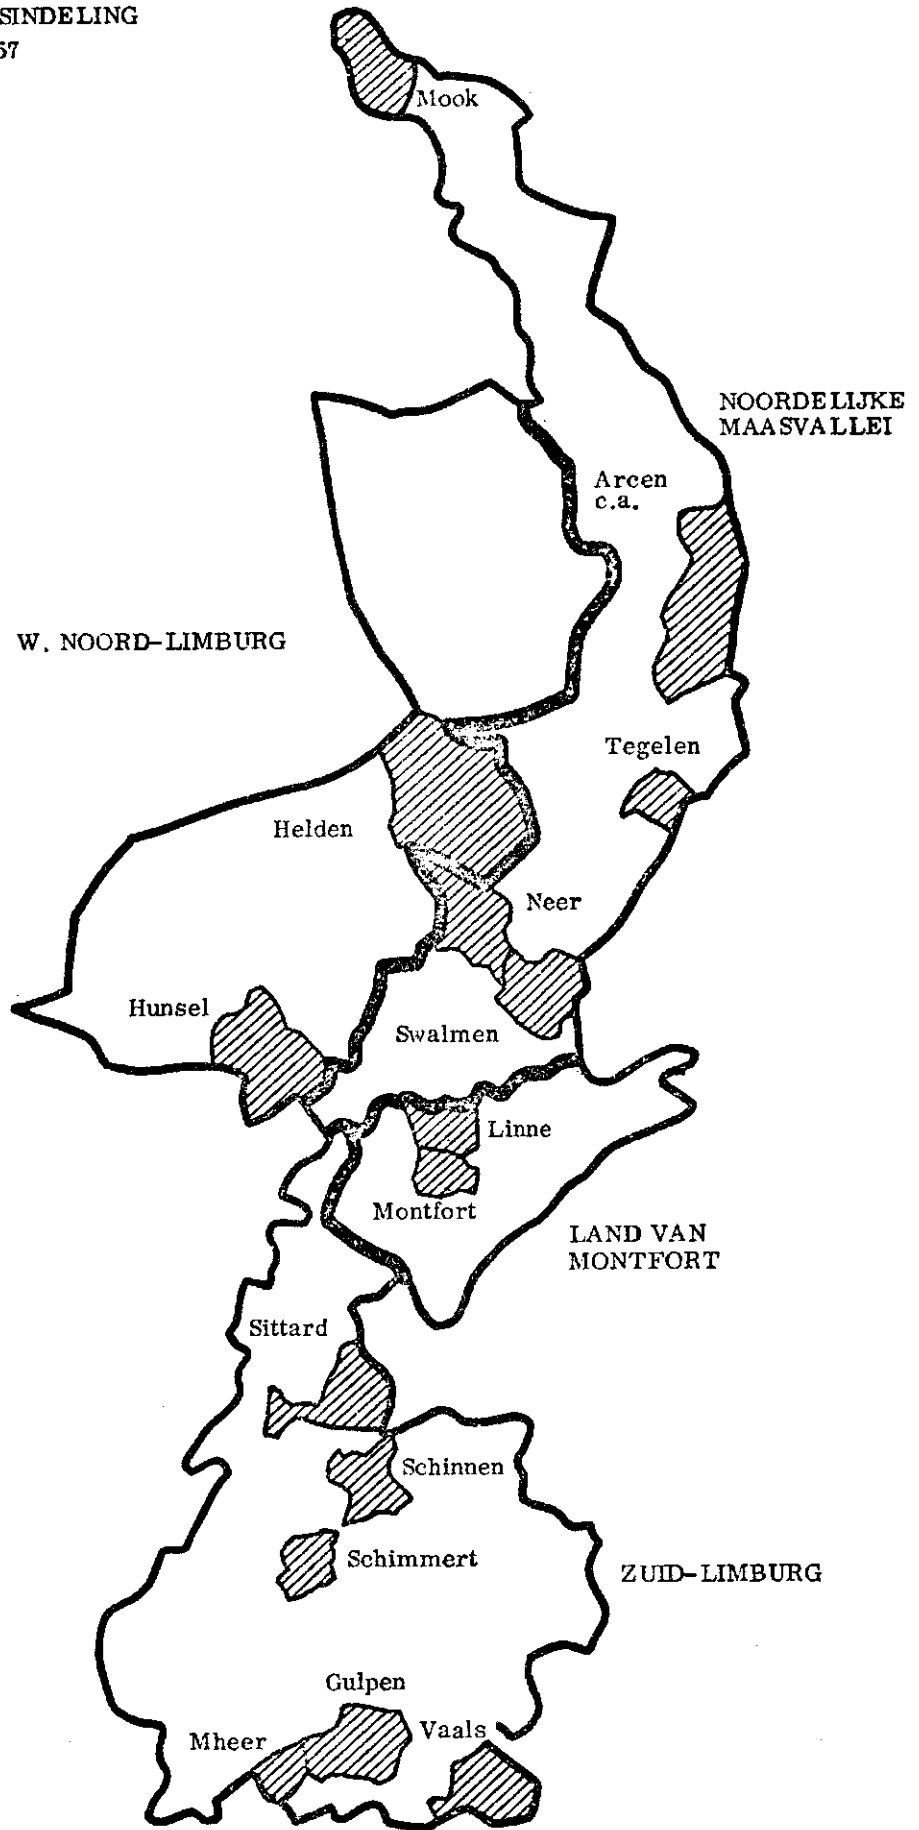 SINDELING
67
Mook
NOORDELIJKE
MAASVALLEI
Arcen
c.a.
W. NOORD-LIMBURG
Tegelen
Helden
Neer
Hunsel
Swalmen
Linne
Montfort
LAND VAN
MONTFORT
Sittard
Schinnen
Schimmert
ZUID-LIMBURG
Gulpen
Mheer
Vaals